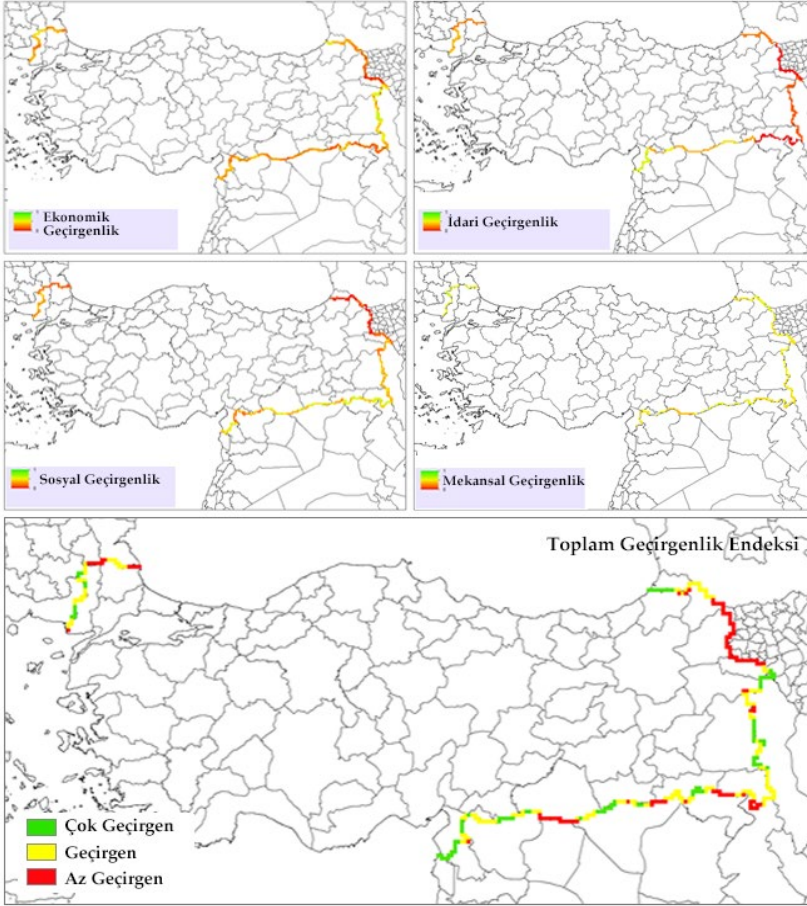 Ekonomik
Geçirgenlik
İdari Geçirgenlik
Sosyal Geçirgenlik
Mekansal Geçirgenlik
Toplam Geçirgenlik Endeksi
Çok Geçirgen
Geçirgen
Az Geçirgen